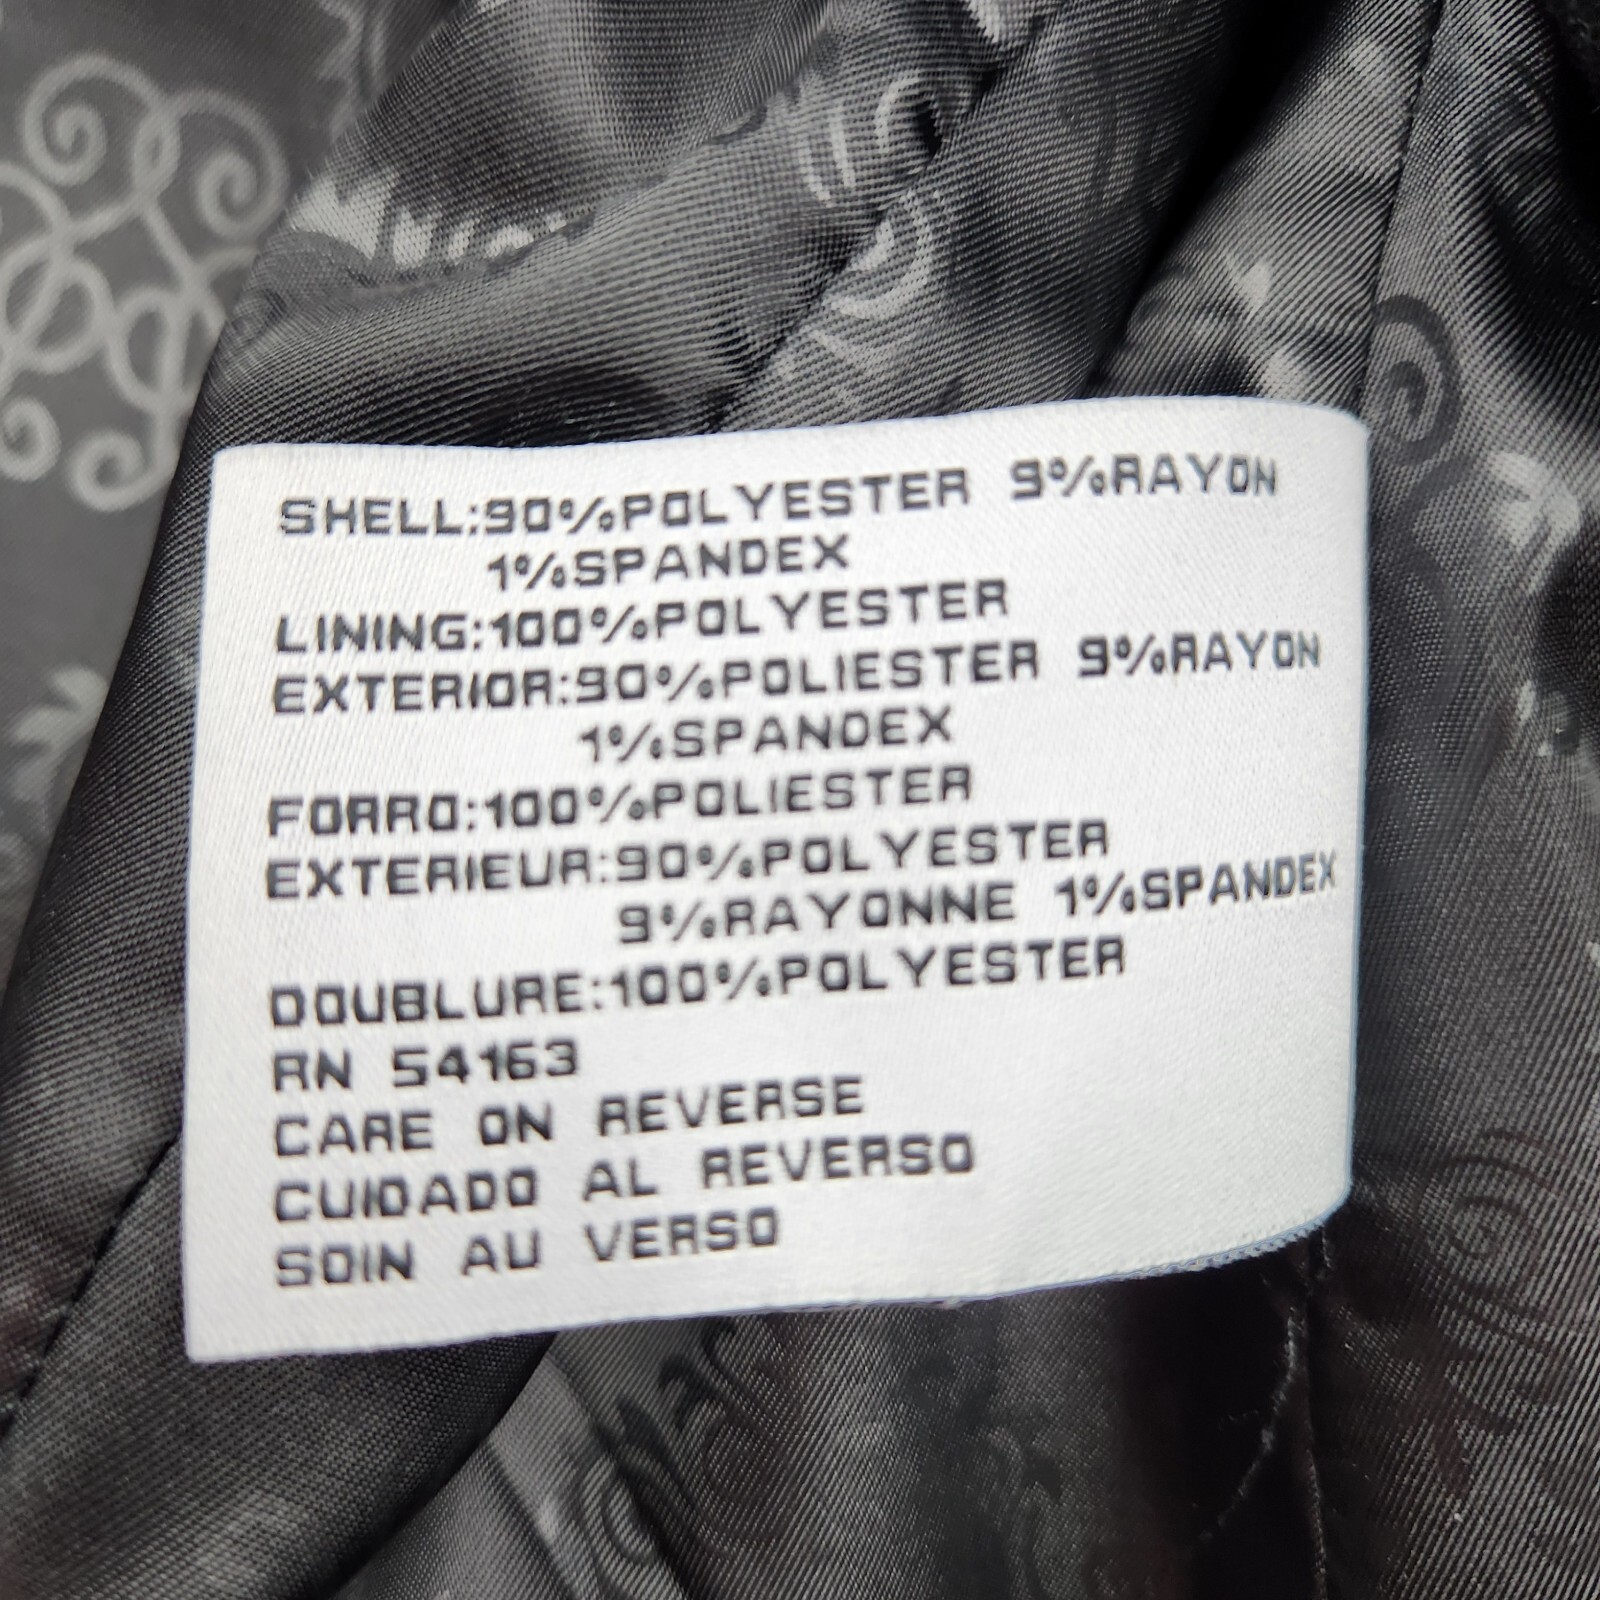 SHELL:90%POLYESTER 9%RAYON
1%SPANDEX
LINING:100%POLYESTER
EXTERIOR:90%POLIESTER 9%RAYON
1%SPANDEX
FORRO:100%POLIESTER
EXTERIEUR:90%POLYESTER
9%RAYONNE 1%SPANDEX
DOUBLURE:100%POLYESTER
RN 54163
CARE ON REVERSE
CUIDADO AL REVERSO
SOIN AU VERSO